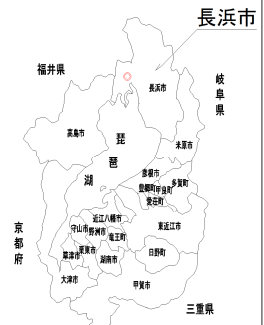 長浜市
福井県
長浜市
岐阜県
高島市
琵琶湖
米原市
彦根市
多賀町
豊郷町
甲良町
愛荘町
近江八幡市
東近江市
守山市
野洲市
竜王町
京都府
栗東市
草津市
湖南市
日野町
大津市
甲賀市
三重県